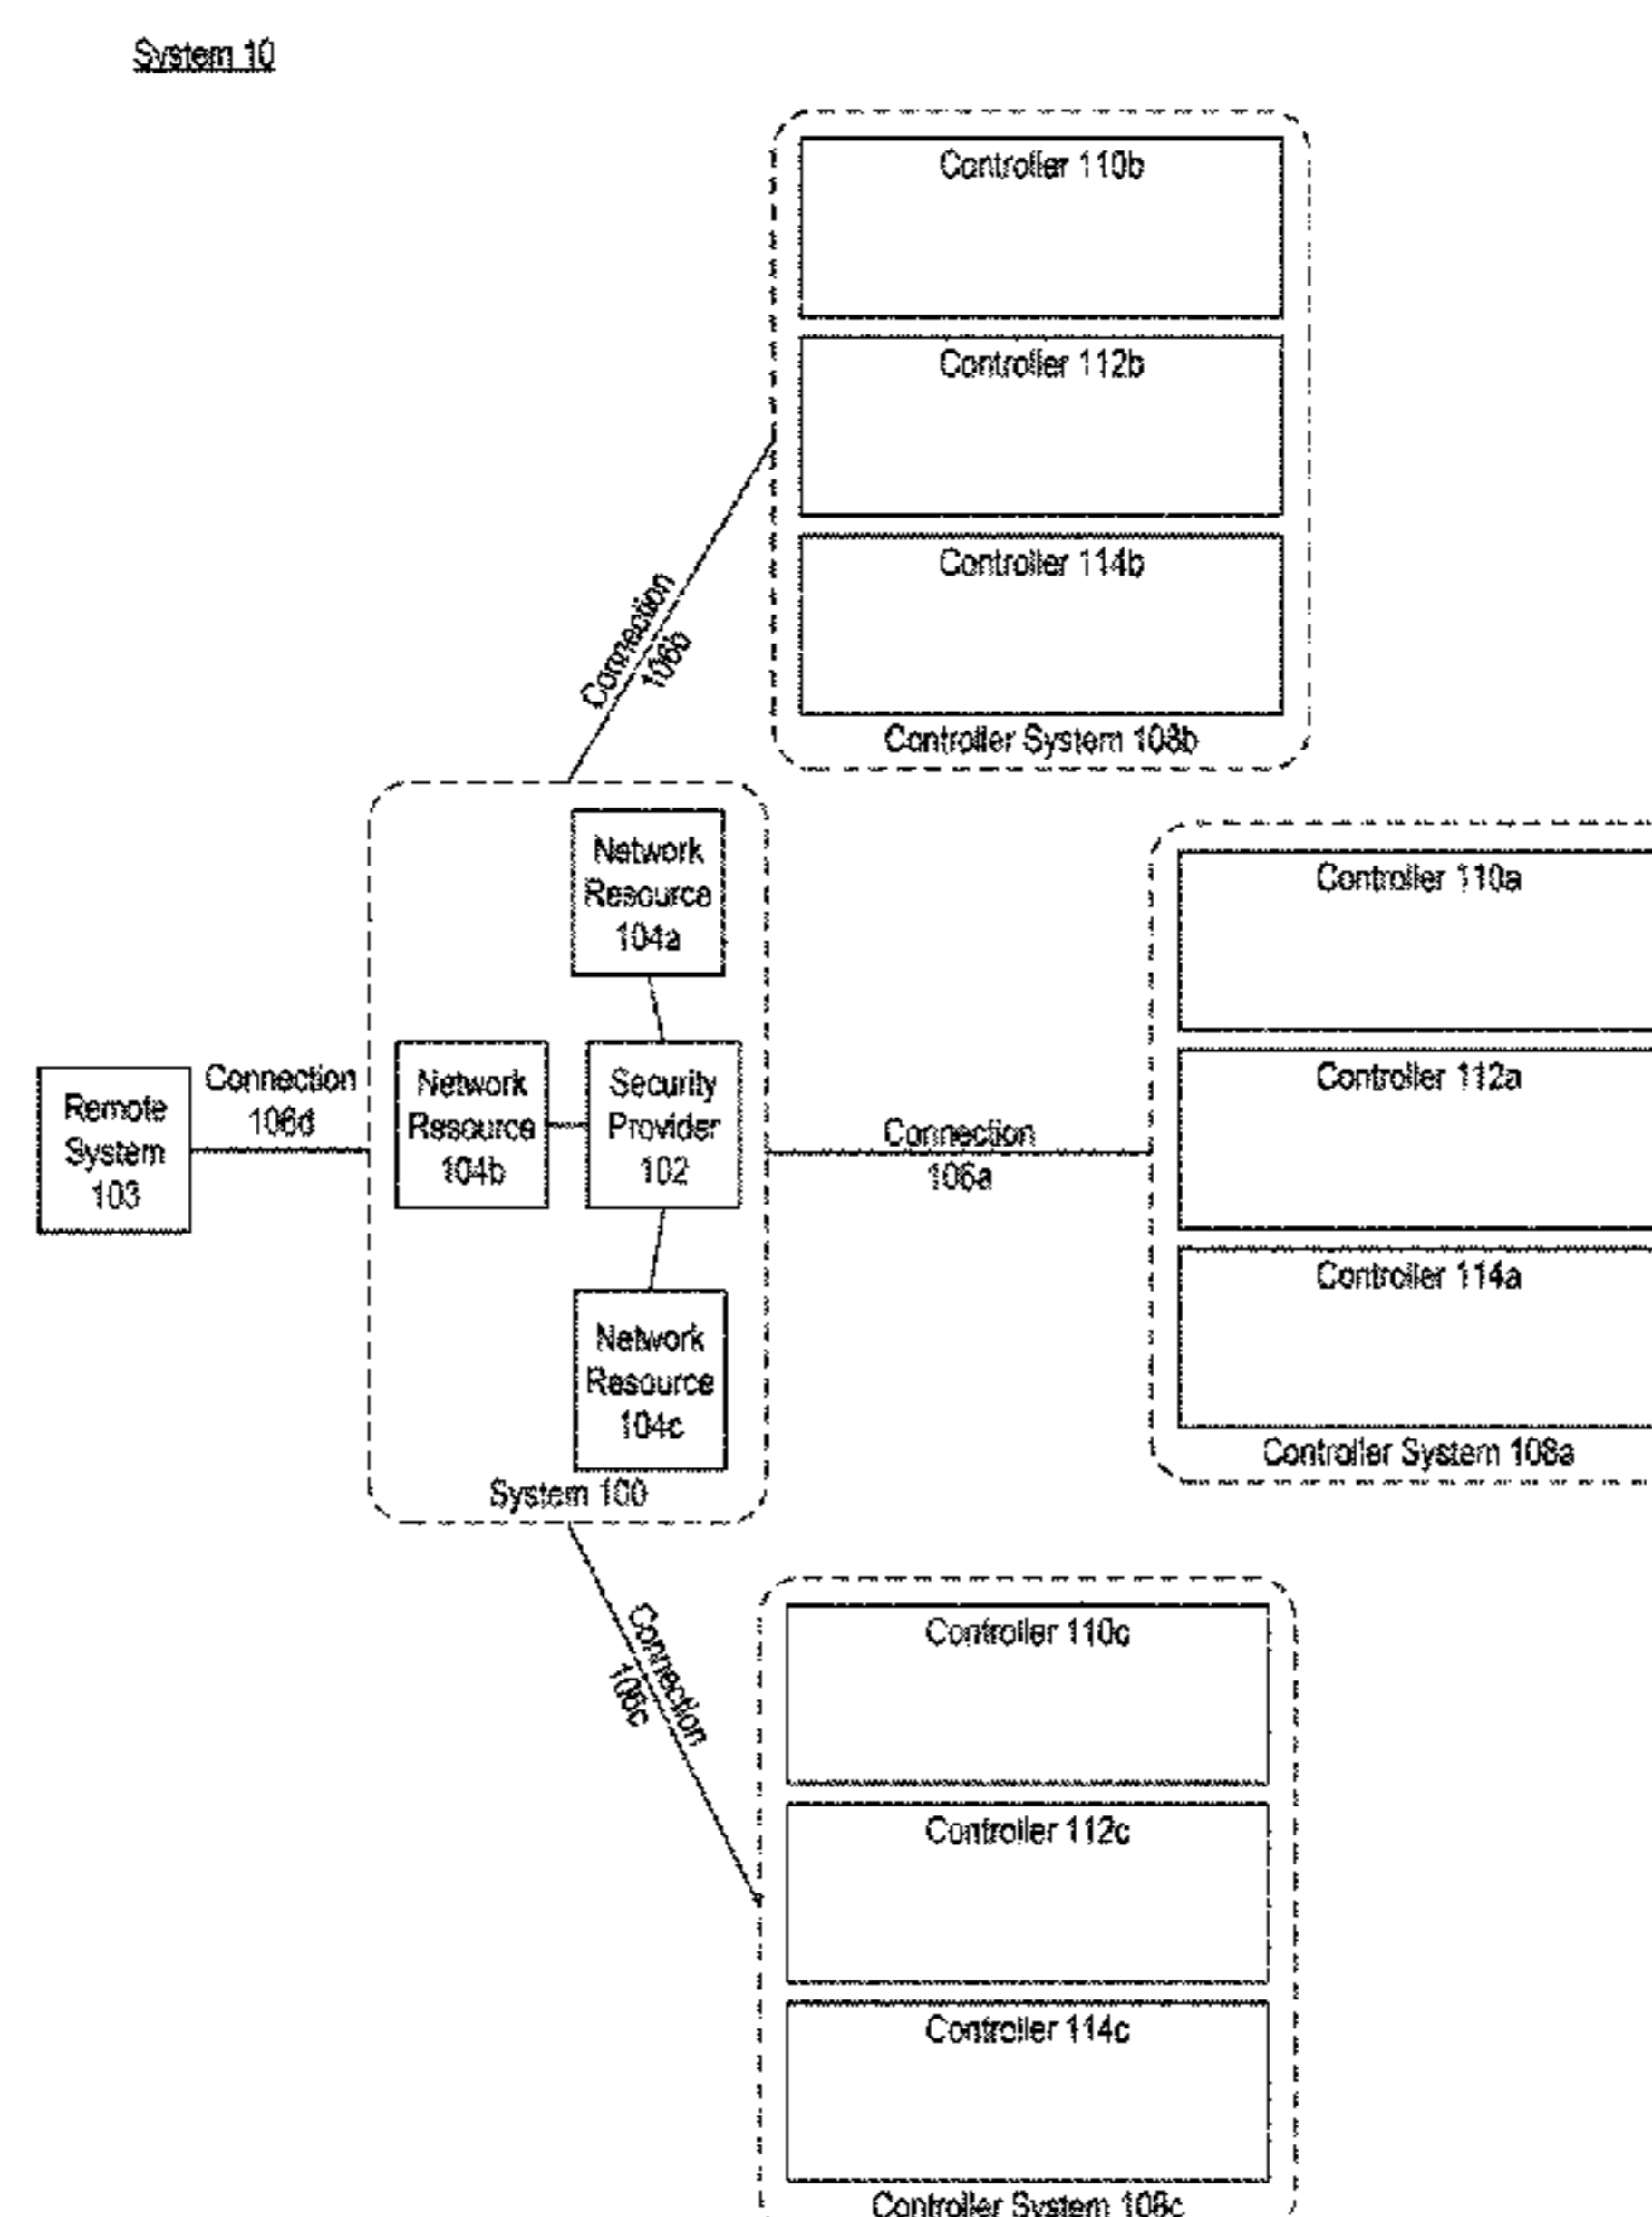 System 10
Controller 110b
Controller 112b
Controller 114b
Controller System 108b
Connection
106b
Network
Resource
104a
Network
Resource
104b
Security
Provider
102
Network
Resource
104c
System 100
Remote
System
103
Connection
106d
Connection
106a
Controller 110a
Controller 112a
Controller 114a
Controller System 108a
Connection
106c
Controller 110c
Controller 112c
Controller 114c
Controller System 108c